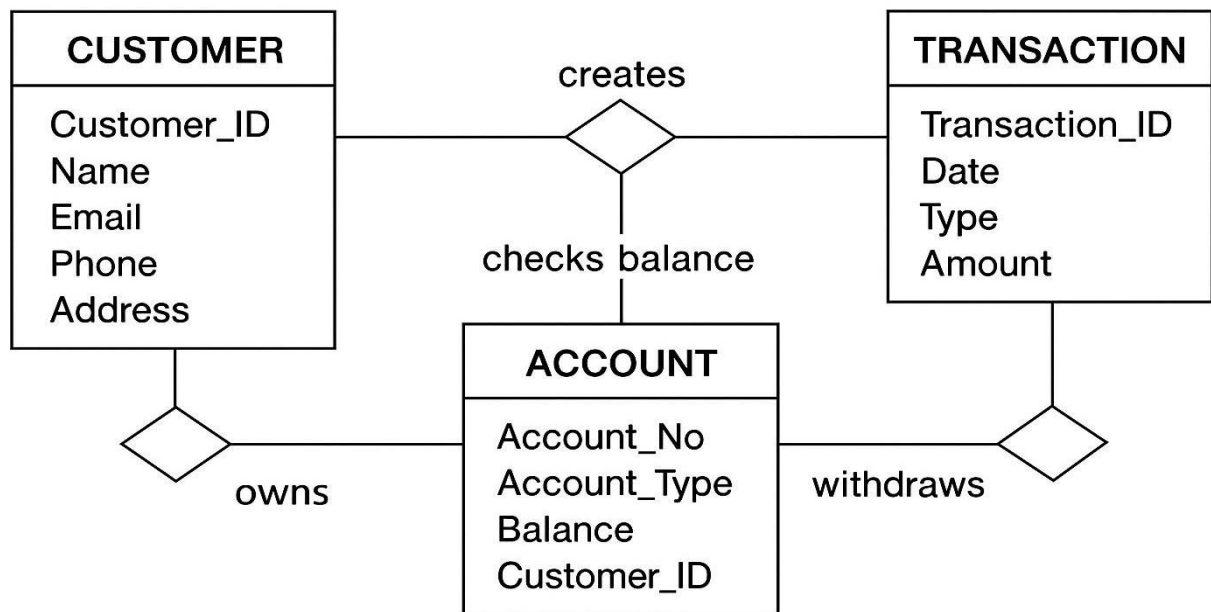 CUSTOMER
Customer_ID
Name
Email
Phone
Address
creates
checks balance
TRANSACTION
Transaction_ID
Date
Type
Amount
owns
ACCOUNT
Account_No
Account_Type
Balance
Customer_ID
withdraws